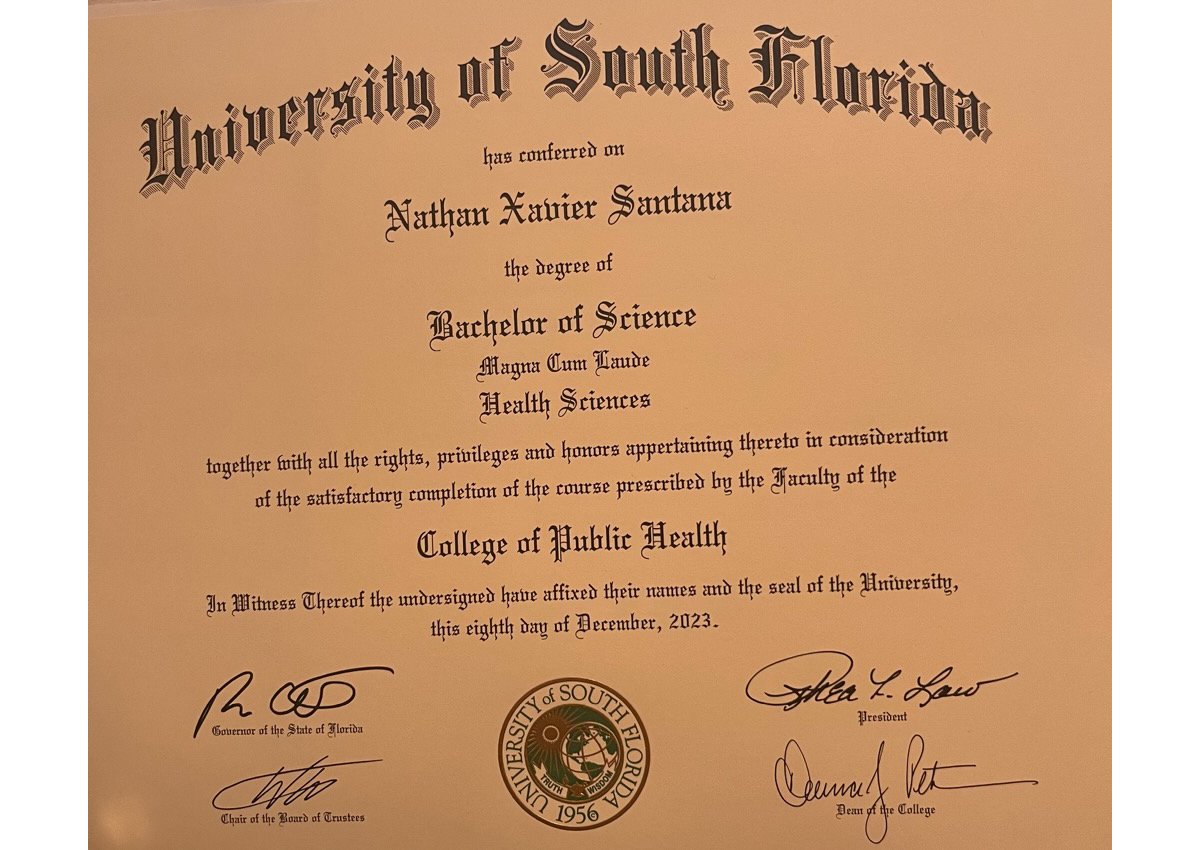 University of South Florida
has conferred on
Nathan Xavier Santana
the degree of
Bachelor of Science
Magna Cum Laude
Health Sciences
together with all the rights, privileges and honors appertaining thereto in consideration
of the satisfactory completion of the course prescribed by the Faculty of the
College of Public Health
In Witness Thereof the undersigned have affixed their names and the seal of the University,
this eighth day of December, 2023.
Governor of the State of Florida
Chair of the Board of Trustees
UNIVERSITY of SOUTH FLORIDA
TRUTH WISDOM
1956
Rhea L. Law
President
Dean of the College